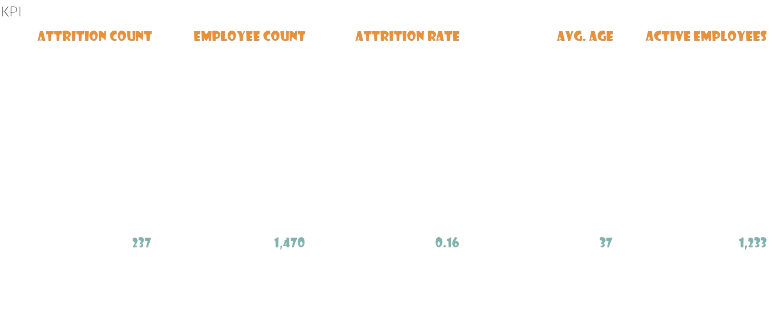 KPI
ATTRITION COUNT EMPLOYEE COUNT ATTRITION RATE AVG. AGE ACTIVE EMPLOYEES
237 1,470 0.16 37 1,233